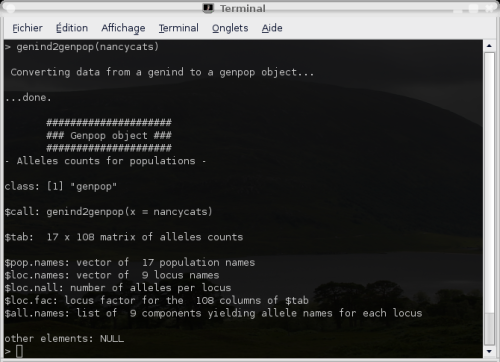 Terminal
Fichier Édition Affichage Terminal Onglets Aide
> genind2genpop(nancycats)
Converting data from a genind to a genpop object...
...done.
#####################
### Genpop object ###
#####################
- Alleles counts for populations -
class: [1] "genpop"
$call: genind2genpop(x = nancycats)
$tab:  17 x 108 matrix of alleles counts
$pop.names: vector of  17 population names
$loc.names: vector of  9 locus names
$loc.nall: number of alleles per locus
$loc.fac: locus factor for the  108 columns of $tab
$all.names: list of  9 components yielding allele names for each locus
other elements: NULL
>